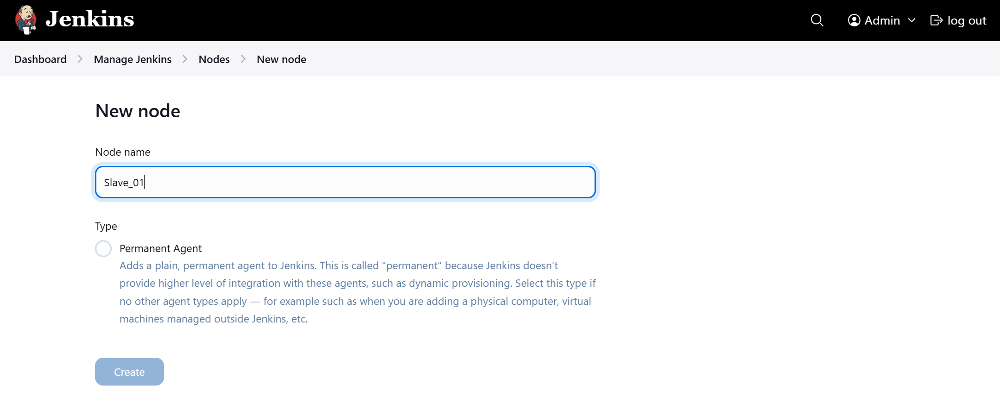 Jenkins
Admin
log out
Dashboard
Manage Jenkins
Nodes
New node
New node
Node name
Slave_01
Type
Permanent Agent
Adds a plain, permanent agent to Jenkins. This is called "permanent" because Jenkins doesn’t
provide higher level of integration with these agents, such as dynamic provisioning. Select this type if
no other agent types apply — for example such as when you are adding a physical computer, virtual
machines managed outside Jenkins, etc.
Create